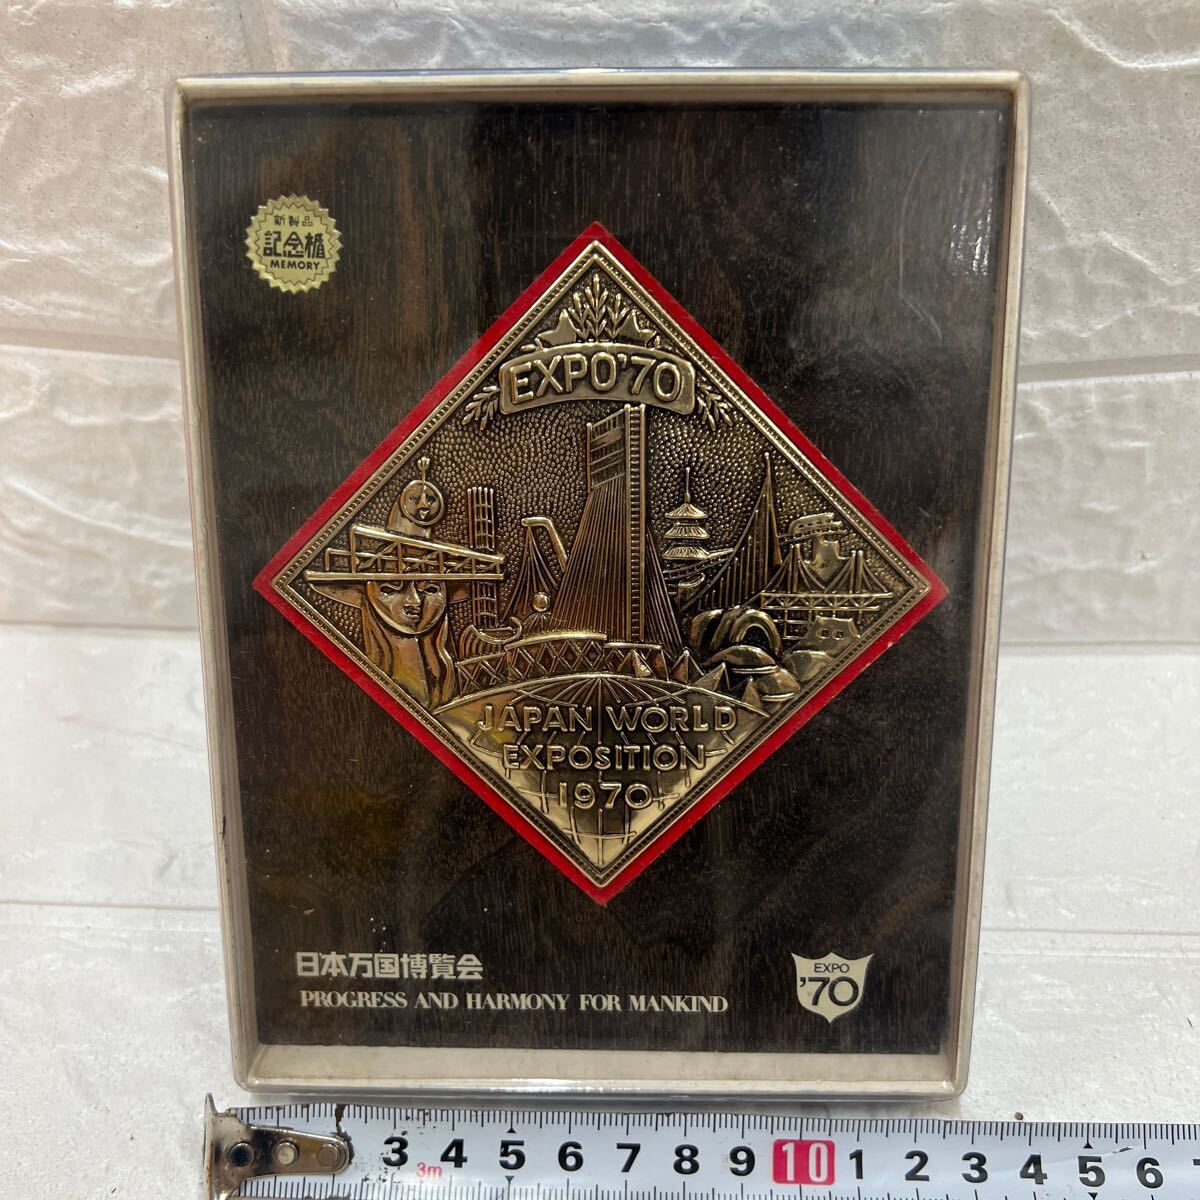 新製品
記念楯
MEMORY
EXPO'70
JAPAN WORLD
EXPOSITION
1970
日本万国博覧会
PROGRESS AND HARMONY FOR MANKIND
EXPO
'70
3 4 5 6 7 8 9 10 1 2 3 4 5 6
3m